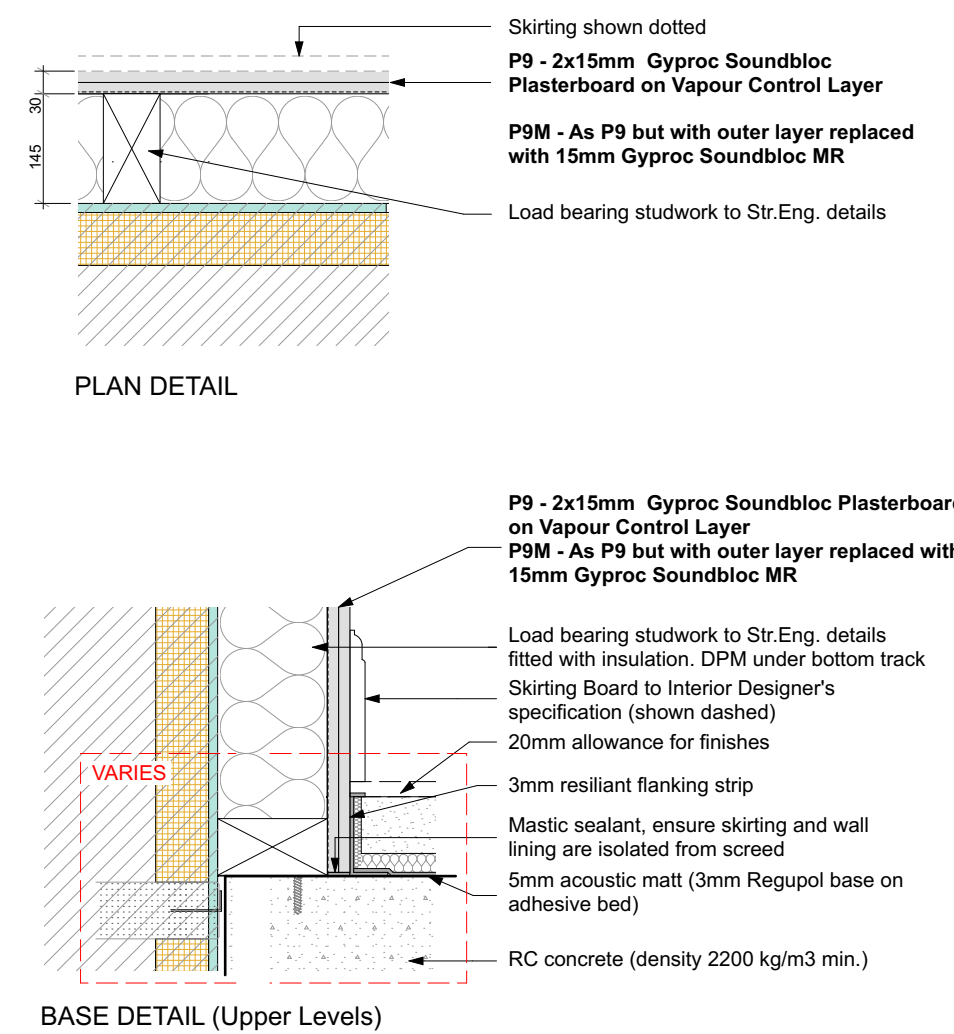 Skirting shown dotted
P9 - 2x15mm Gyproc Soundbloc
Plasterboard on Vapour Control Layer
P9M - As P9 but with outer layer replaced
with 15mm Gyproc Soundbloc MR
Load bearing studwork to Str.Eng. details
30
145
PLAN DETAIL
P9 - 2x15mm Gyproc Soundbloc Plasterboard
on Vapour Control Layer
P9M - As P9 but with outer layer replaced with
15mm Gyproc Soundbloc MR
Load bearing studwork to Str.Eng. details
fitted with insulation. DPM under bottom track
Skirting Board to Interior Designer's
specification (shown dashed)
20mm allowance for finishes
VARIES
3mm resiliant flanking strip
Mastic sealant, ensure skirting and wall
lining are isolated from screed
5mm acoustic matt (3mm Regupol base on
adhesive bed)
RC concrete (density 2200 kg/m3 min.)
BASE DETAIL (Upper Levels)